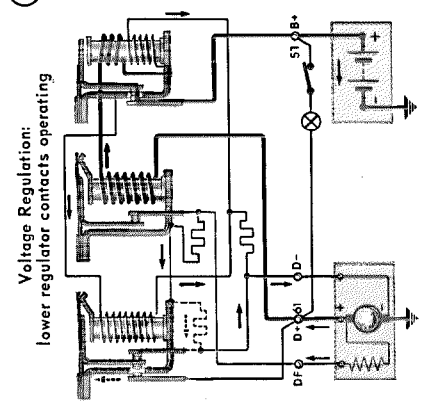 Voltage Regulation:
lower regulator contacts operating
B+
51
D-
D+
61
DF
+
-
+
-